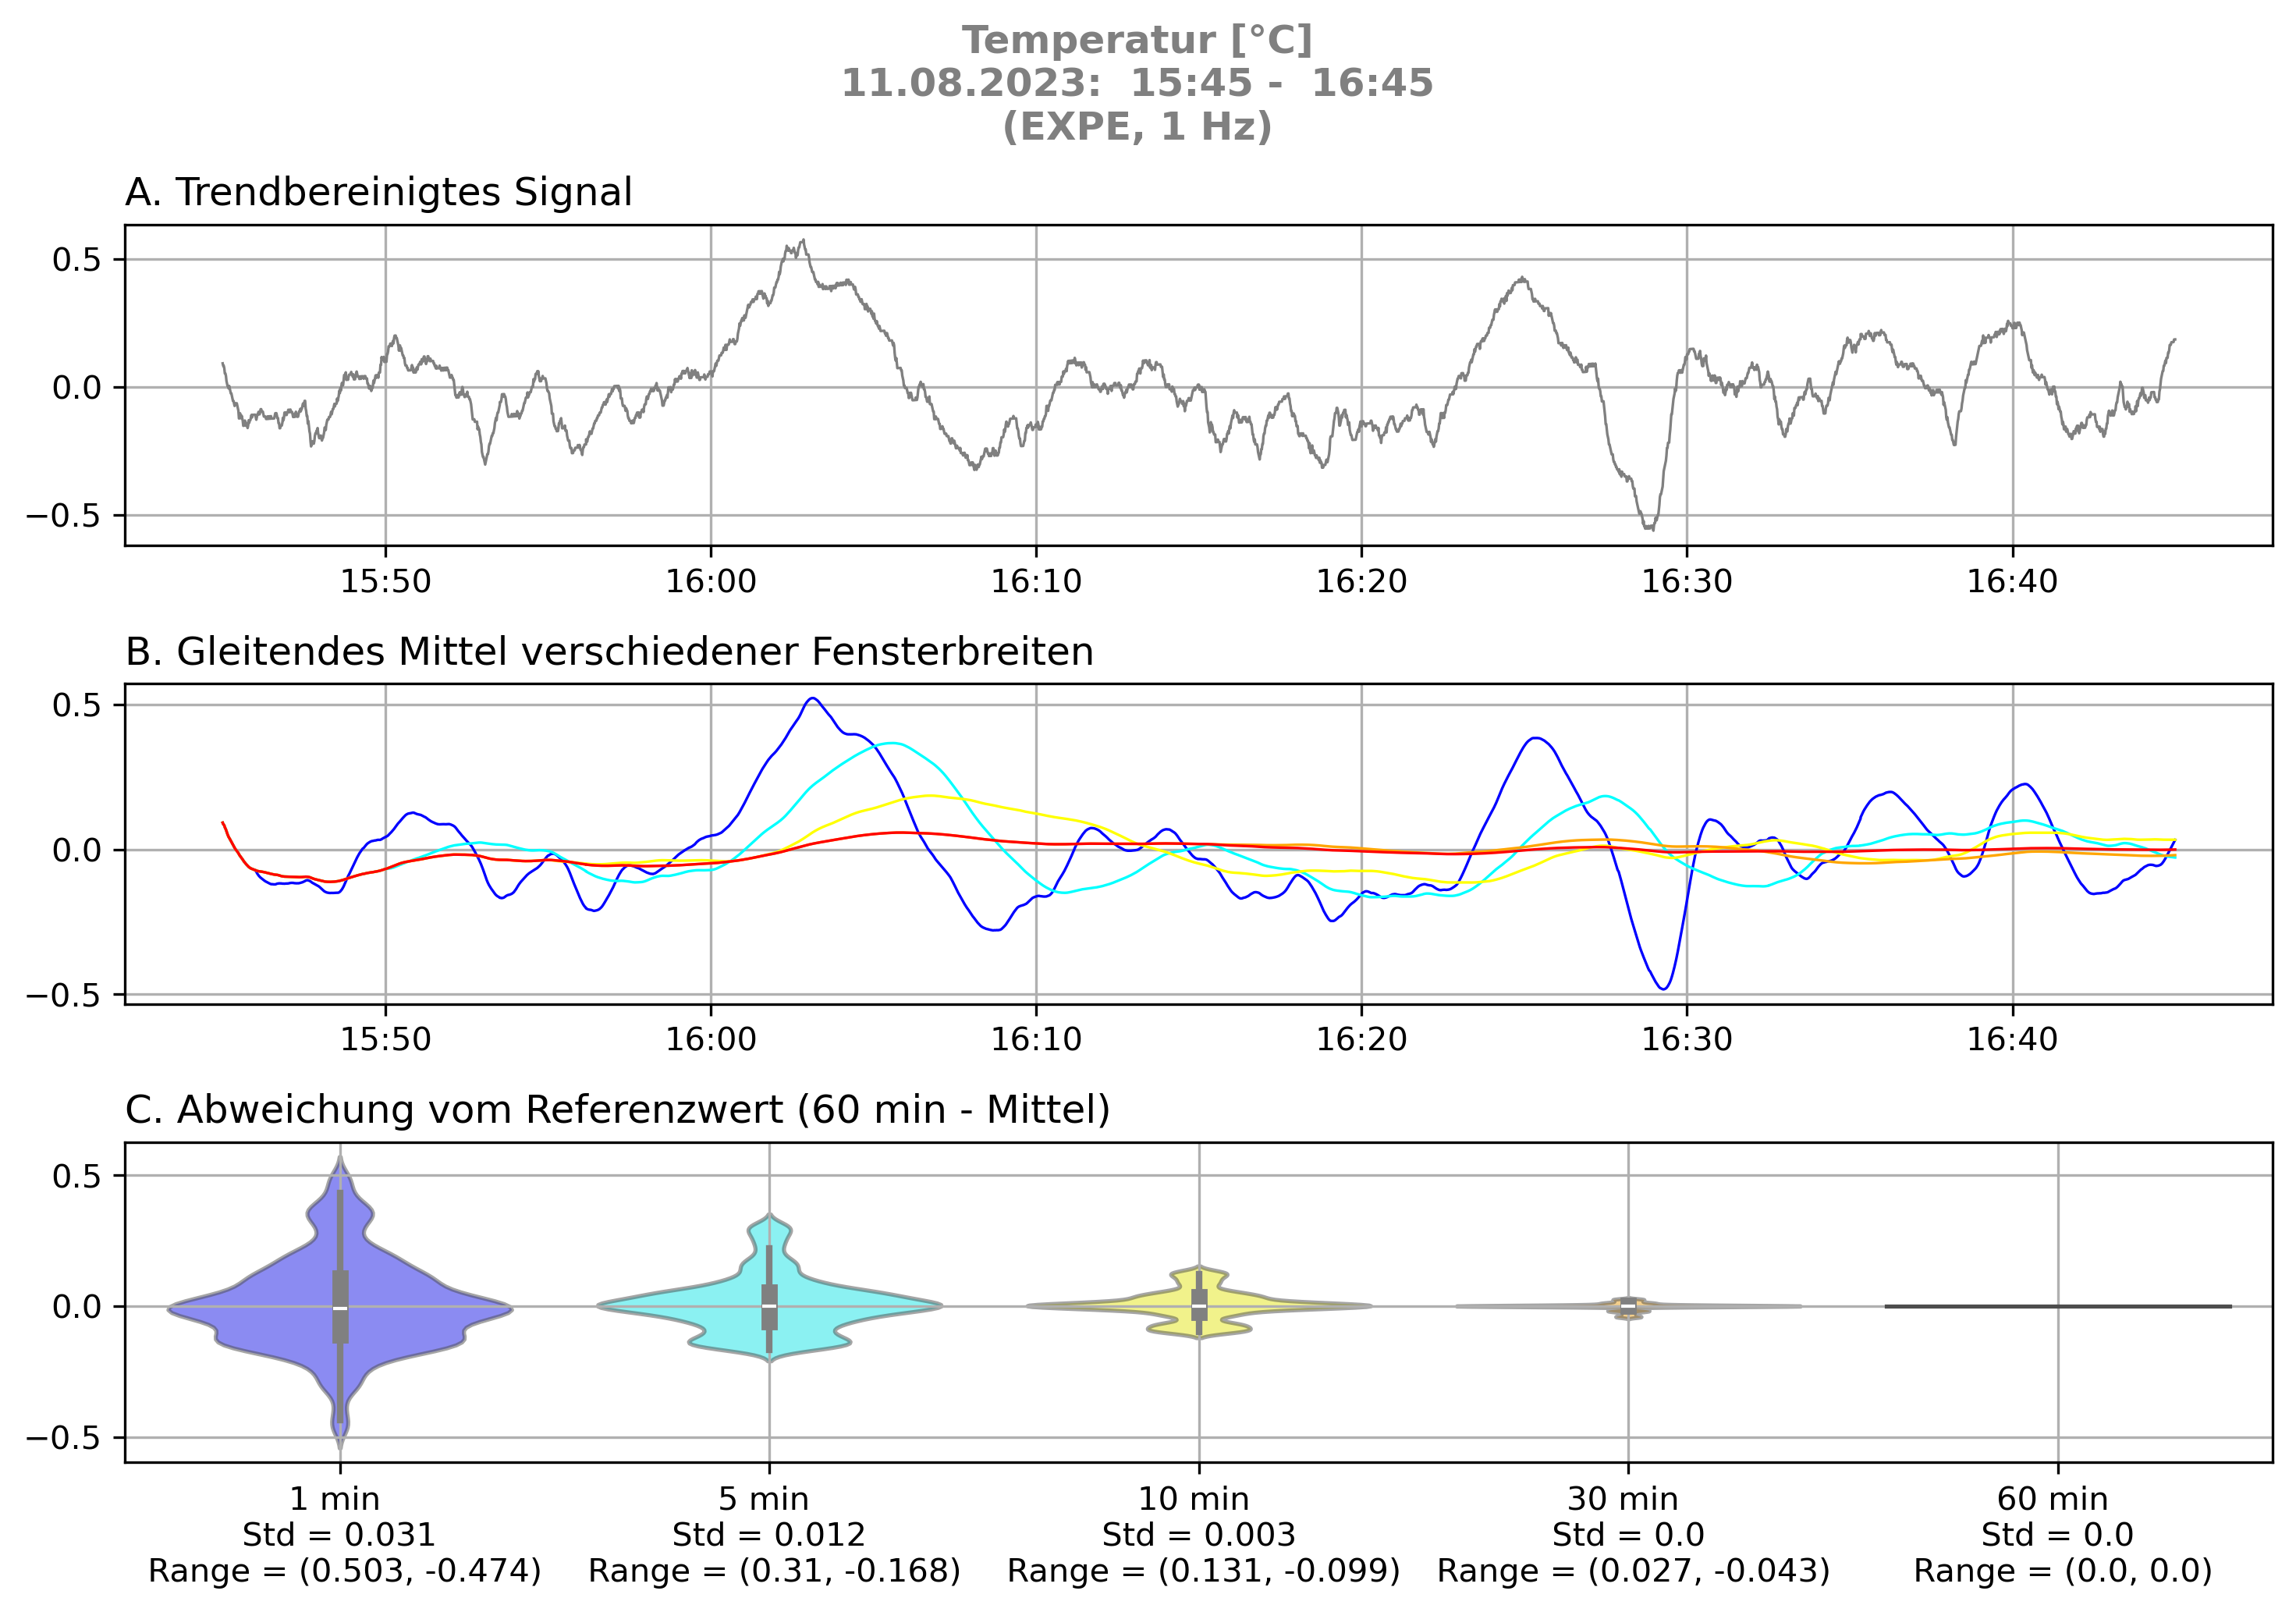 Temperatur [°C]
11.08.2023:  15:45 -  16:45
(EXPE, 1 Hz)
A. Trendbereinigtes Signal
0.5
0.0
−0.5
15:50 16:00 16:10 16:20 16:30 16:40
B. Gleitendes Mittel verschiedener Fensterbreiten
0.5
0.0
−0.5
15:50 16:00 16:10 16:20 16:30 16:40
C. Abweichung vom Referenzwert (60 min - Mittel)
0.5
0.0
−0.5
1 min 5 min 10 min 30 min 60 min
Std = 0.031 Std = 0.012 Std = 0.003 Std = 0.0 Std = 0.0
Range = (0.503, -0.474) Range = (0.31, -0.168) Range = (0.131, -0.099) Range = (0.027, -0.043) Range = (0.0, 0.0)